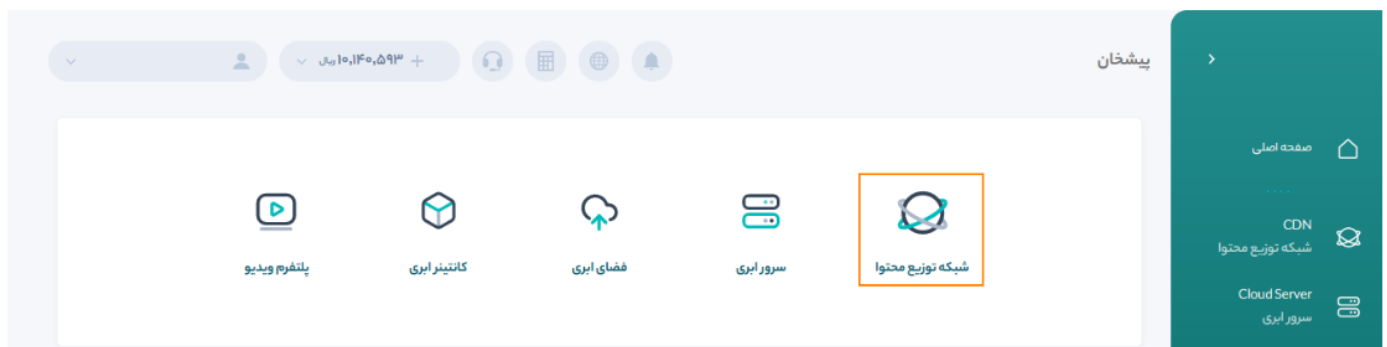 پیشخان
+ ۱۰,۱۴۰,۵۹۳ ریال
صفحه اصلی
CDN
شبکه توزیع محتوا
Cloud Server
سرور ابری
شبکه توزیع محتوا
سرور ابری
فضای ابری
کانتینر ابری
پلتفرم ویدیو